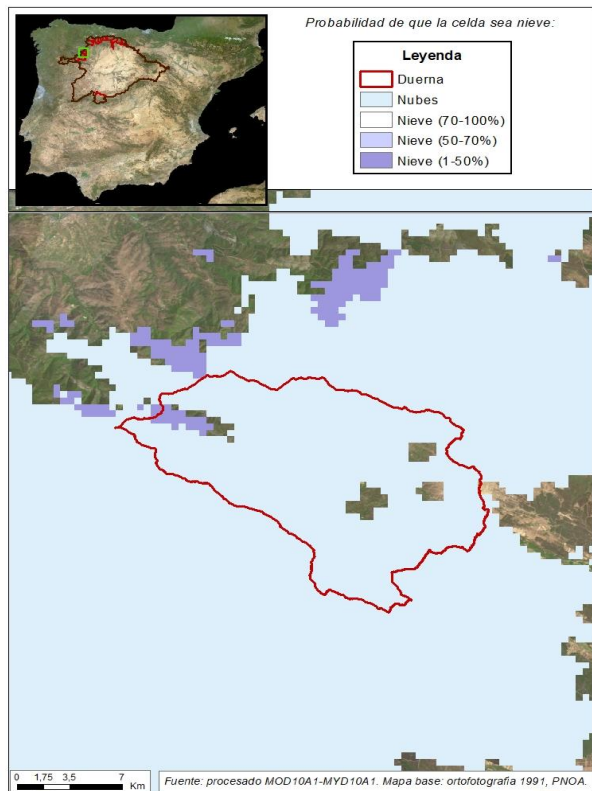 Probabilidad de que la celda sea nieve:
Leyenda
Duerna
Nubes
Nieve (70-100%)
Nieve (50-70%)
Nieve (1-50%)
0 1,75 3,5 7
Km
Fuente: procesado MOD10A1-MYD10A1. Mapa base: ortofotografia 1991, PNOA.